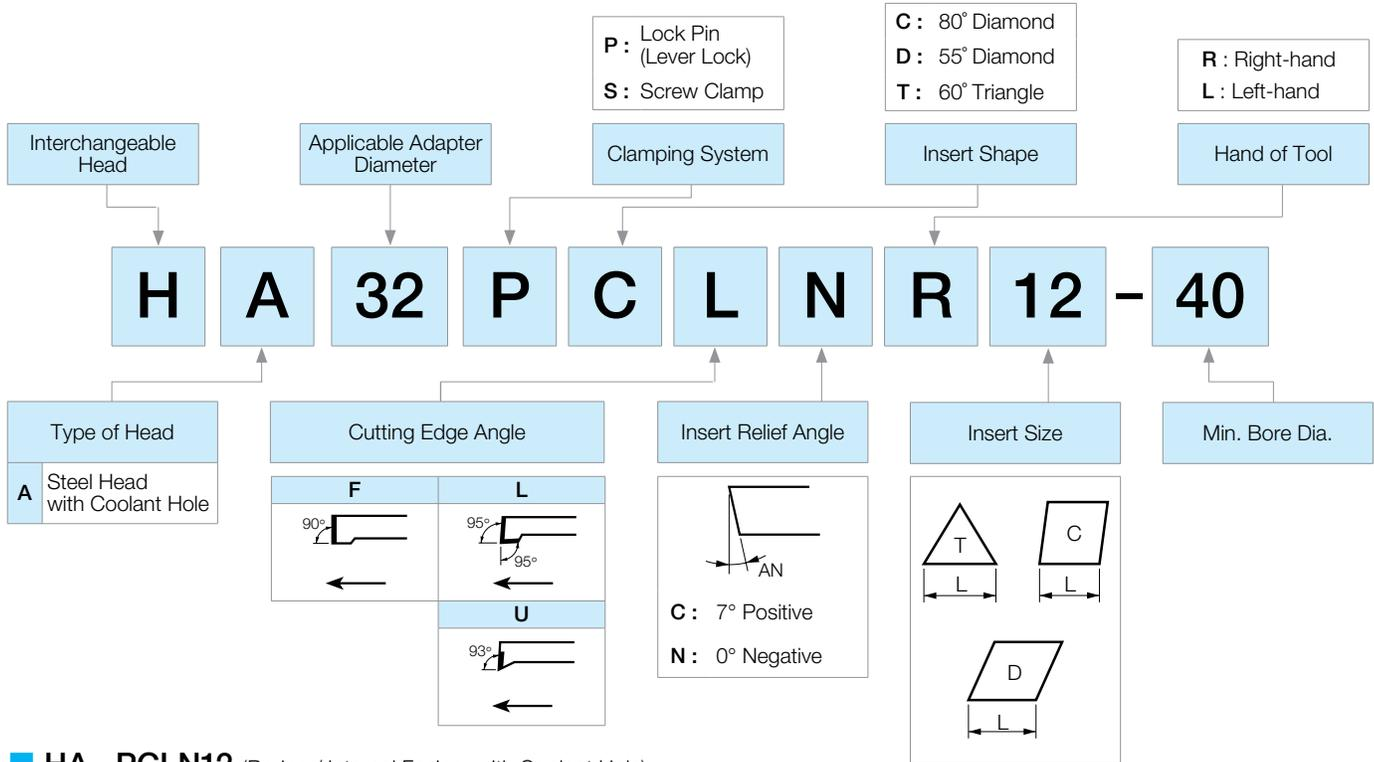 P : Lock Pin
(Lever Lock)
S : Screw Clamp
C : 80° Diamond
D : 55° Diamond
T : 60° Triangle
R : Right-hand
L : Left-hand
Interchangeable
Head
Applicable Adapter
Diameter
Clamping System
Insert Shape
Hand of Tool
H A 32 P C L N R 12 - 40
Type of Head
A Steel Head
with Coolant Hole
Cutting Edge Angle
F
90°
L
95°
95°
U
93°
Insert Relief Angle
AN
C : 7° Positive
N : 0° Negative
Insert Size
T
L
C
L
D
L
Min. Bore Dia.